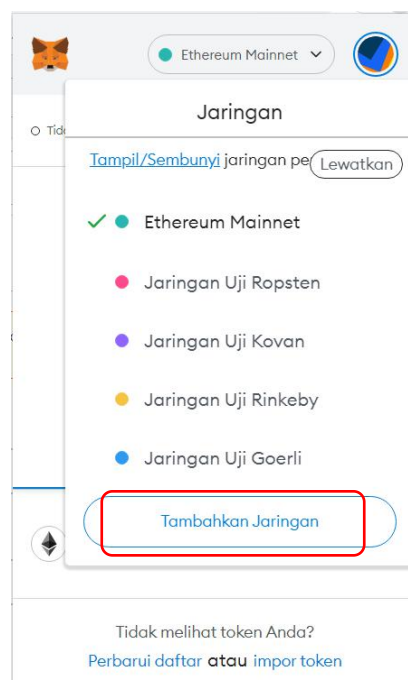 Ethereum Mainnet
Jaringan
Tid
Tampil/Sembunyi jaringan pe
Lewatkan
Ethereum Mainnet
Jaringan Uji Ropsten
Jaringan Uji Kovan
Jaringan Uji Rinkeby
Jaringan Uji Goerli
Tambahkan Jaringan
Tidak melihat token Anda?
Perbarui daftar atau impor token